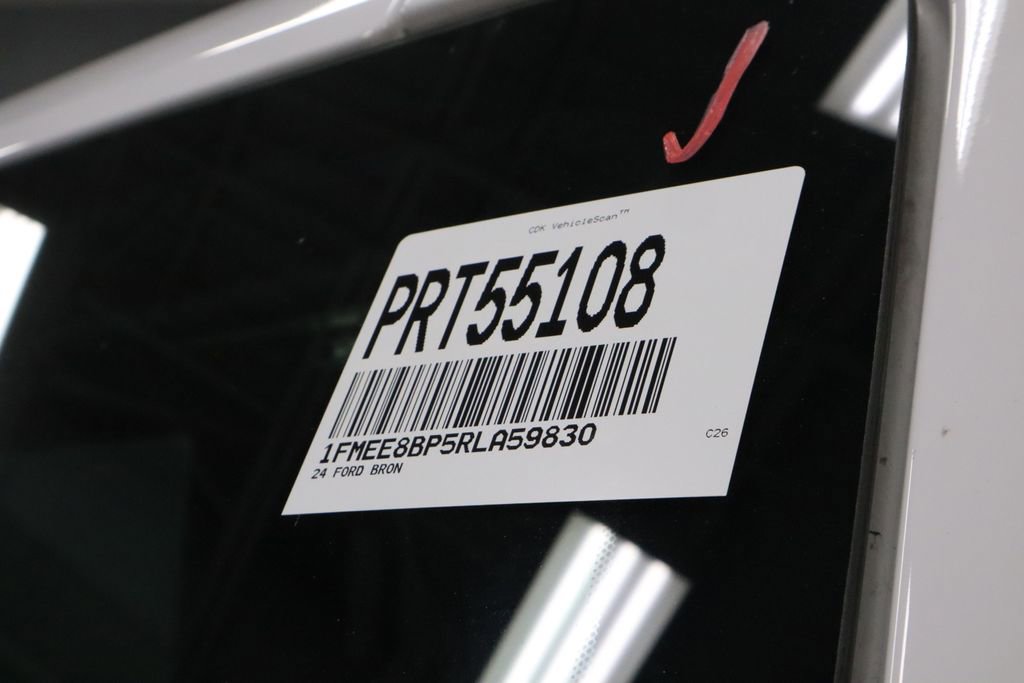 CDK VehicleScan™
PRT55108
1FMEE8BP5RLA59830
24 FORD BRON
C26